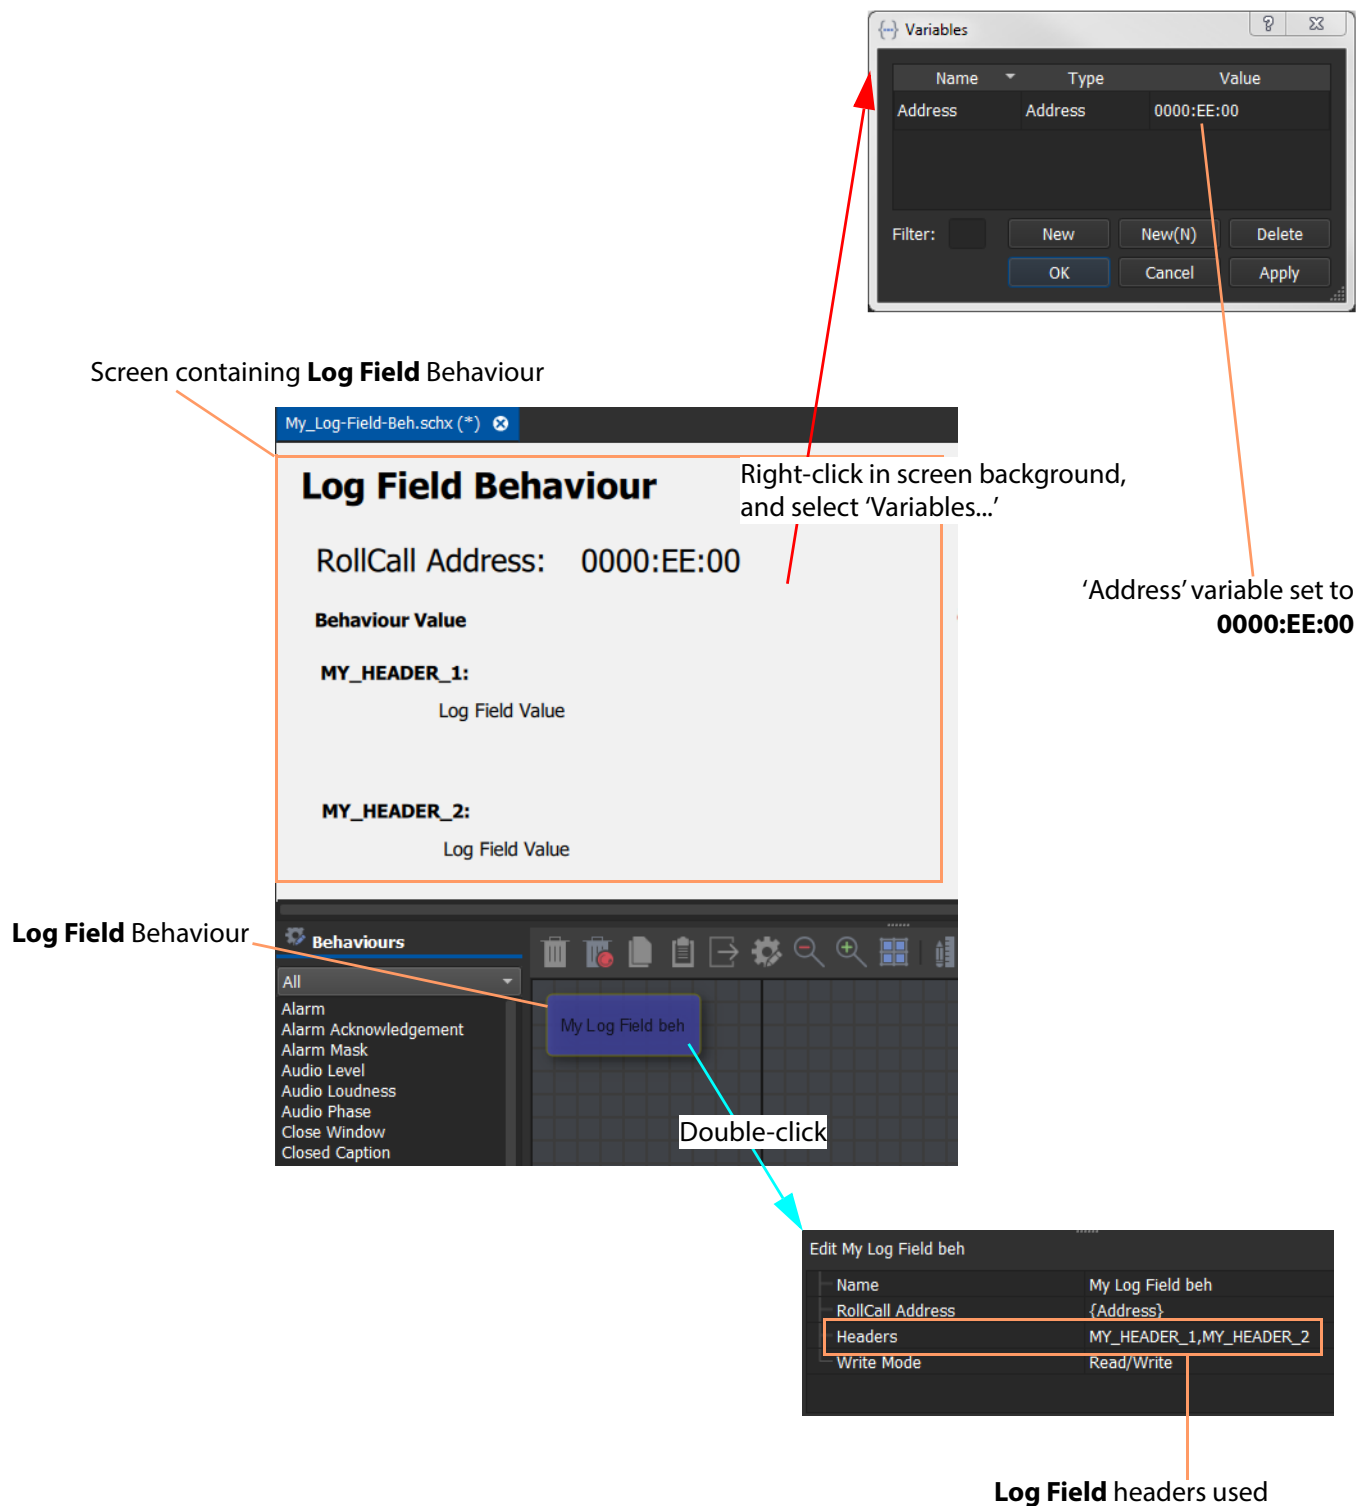 Variables
Name Type Value
Address Address 0000:EE:00
Filter: New New(N) Delete
OK Cancel Apply
Screen containing Log Field Behaviour
My_Log-Field-Beh.schx (*)
Log Field Behaviour
Right-click in screen background,
and select ‘Variables...’
RollCall Address: 0000:EE:00
‘Address’ variable set to
0000:EE:00
Behaviour Value
MY_HEADER_1:
Log Field Value
MY_HEADER_2:
Log Field Value
Log Field Behaviour
Behaviours
All
Alarm
Alarm Acknowledgement
Alarm Mask
Audio Level
Audio Loudness
Audio Phase
Close Window
Closed Caption
My Log Field beh
Double-click
Edit My Log Field beh
Name My Log Field beh
RollCall Address {Address}
Headers MY_HEADER_1,MY_HEADER_2
Write Mode Read/Write
Log Field headers used